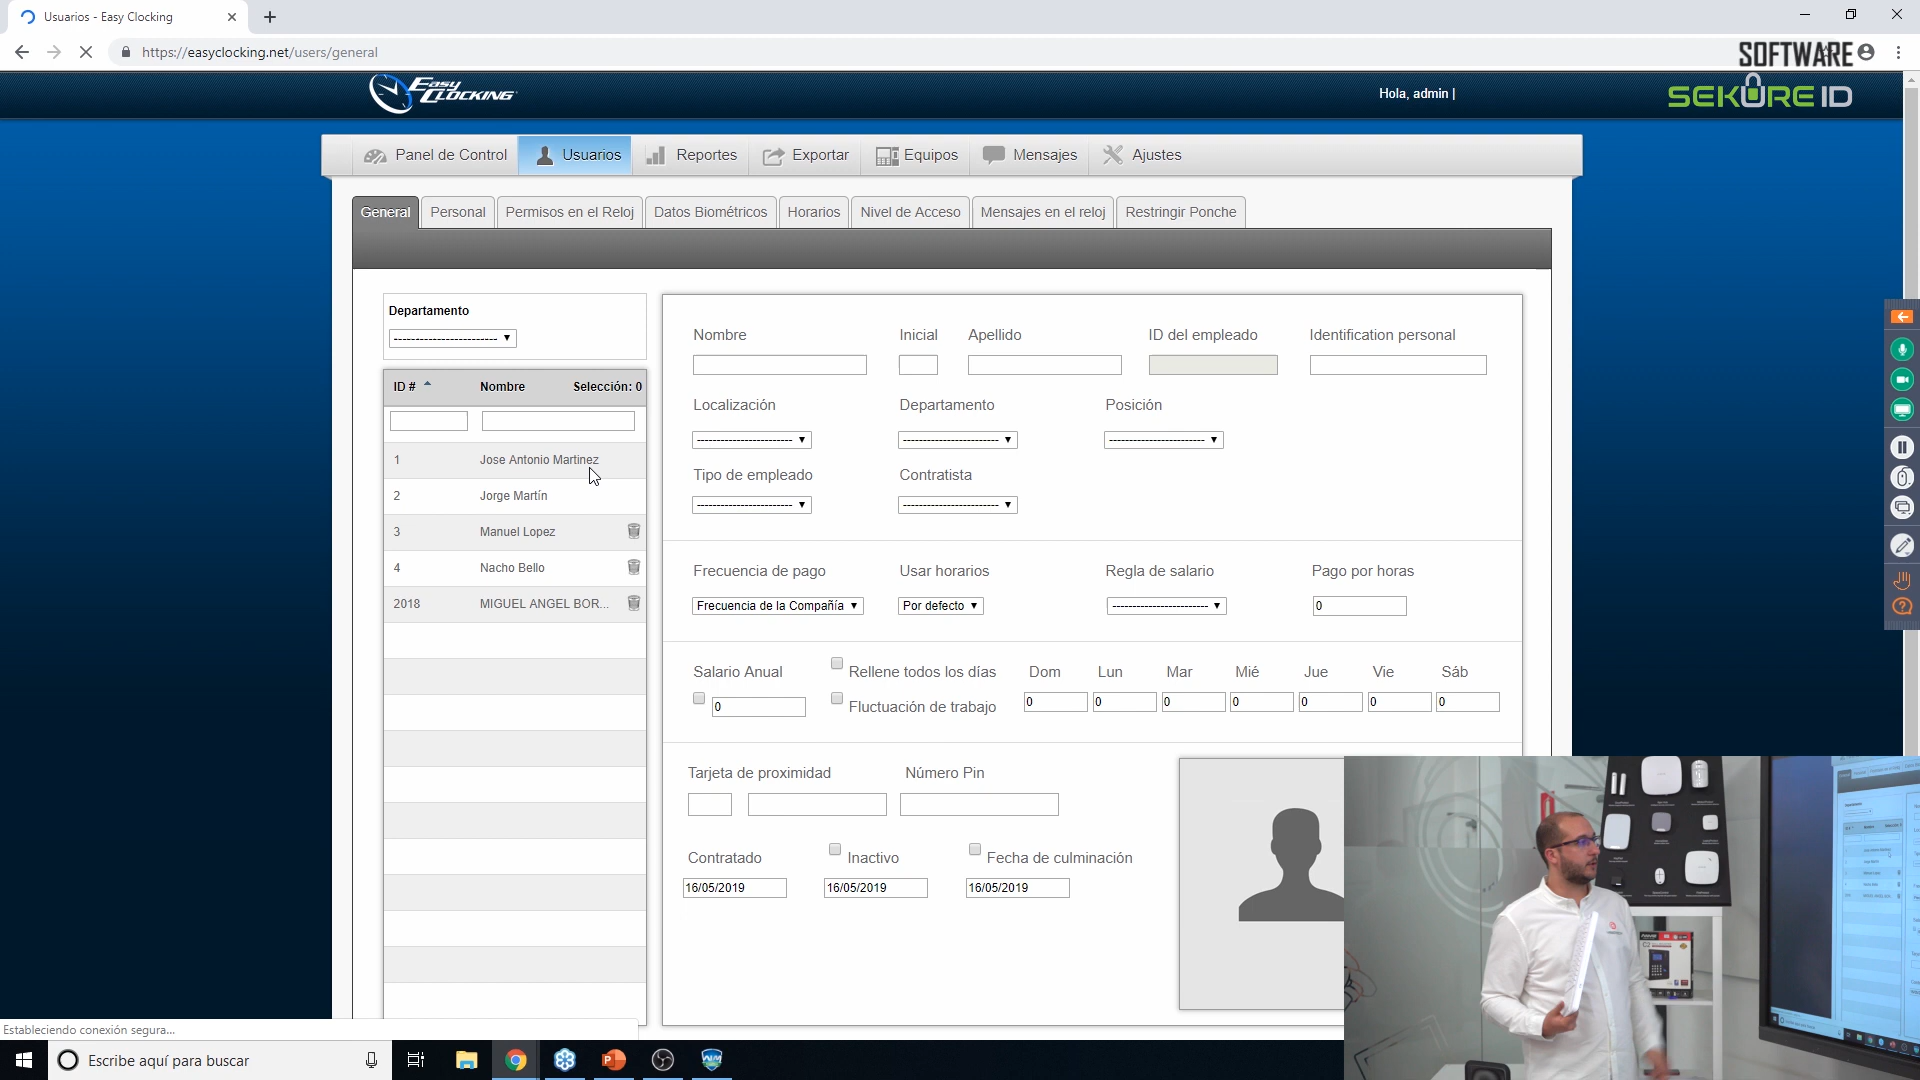 Usuarios - Easy Clocking
https://easyclocking.net/users/general
SOFTWARE
EASY CLOCKING
Hola, admin |
SEKURE ID
Panel de Control
Usuarios
Reportes
Exportar
Equipos
Mensajes
Ajustes
General
Personal
Permisos en el Reloj
Datos Biométricos
Horarios
Nivel de Acceso
Mensajes en el reloj
Restringir Ponche
Departamento
------------------------
ID # Nombre Selección: 0
1 Jose Antonio Martinez
2 Jorge Martín
3 Manuel Lopez
4 Nacho Bello
2018 MIGUEL ANGEL BOR...
Nombre Inicial Apellido ID del empleado Identification personal
Localización Departamento Posición
------------------------ ------------------------ ------------------------
Tipo de empleado Contratista
------------------------ ------------------------
Frecuencia de pago Usar horarios Regla de salario Pago por horas
Frecuencia de la Compañía Por defecto ------------------------ 0
Salario Anual Rellene todos los días Dom Lun Mar Mié Jue Vie Sáb
0 Fluctuación de trabajo 0 0 0 0 0 0 0
Tarjeta de proximidad Número Pin
Contratado Inactivo Fecha de culminación
16/05/2019 16/05/2019 16/05/2019
Estableciendo conexión segura...
Escribe aquí para buscar